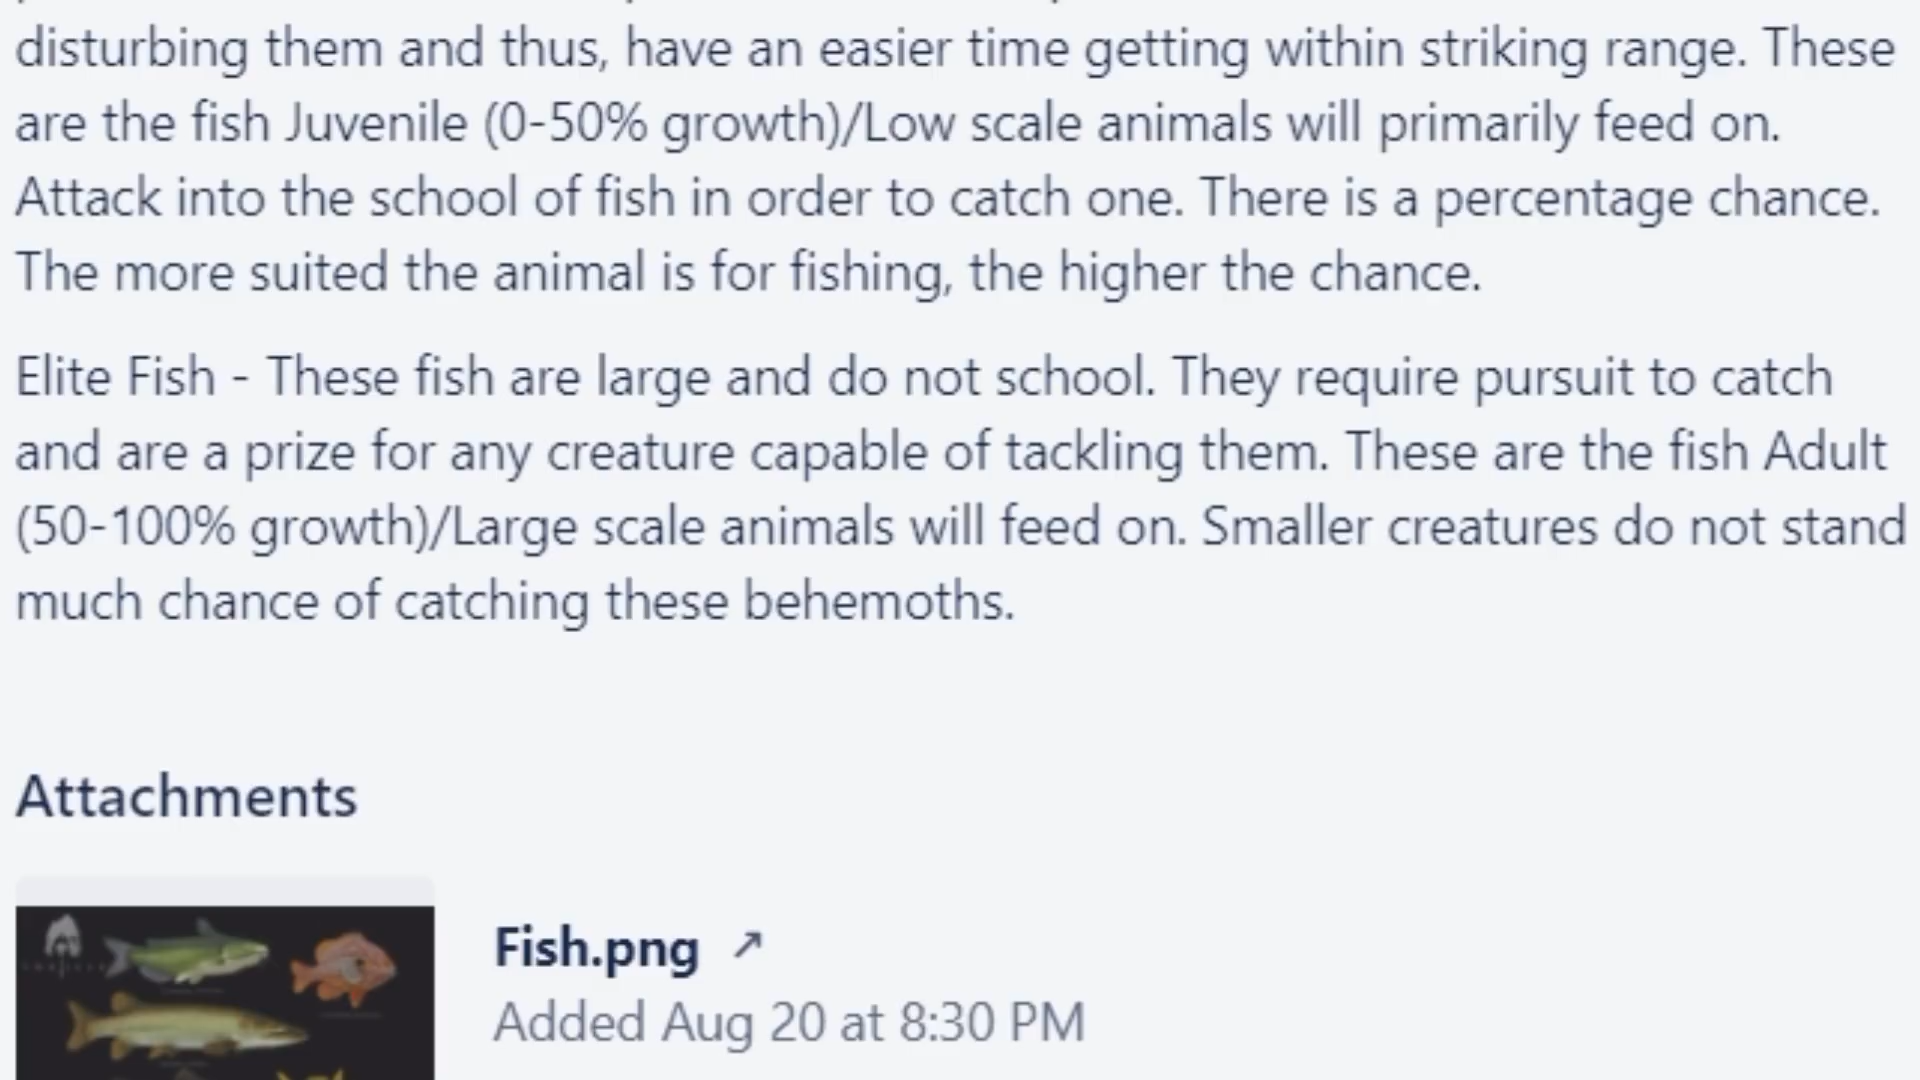 disturbing them and thus, have an easier time getting within striking range. These
are the fish Juvenile (0-50% growth)/Low scale animals will primarily feed on.
Attack into the school of fish in order to catch one. There is a percentage chance.
The more suited the animal is for fishing, the higher the chance.
Elite Fish - These fish are large and do not school. They require pursuit to catch
and are a prize for any creature capable of tackling them. These are the fish Adult
(50-100% growth)/Large scale animals will feed on. Smaller creatures do not stand
much chance of catching these behemoths.
Attachments
Fish.png ↗
Added Aug 20 at 8:30 PM